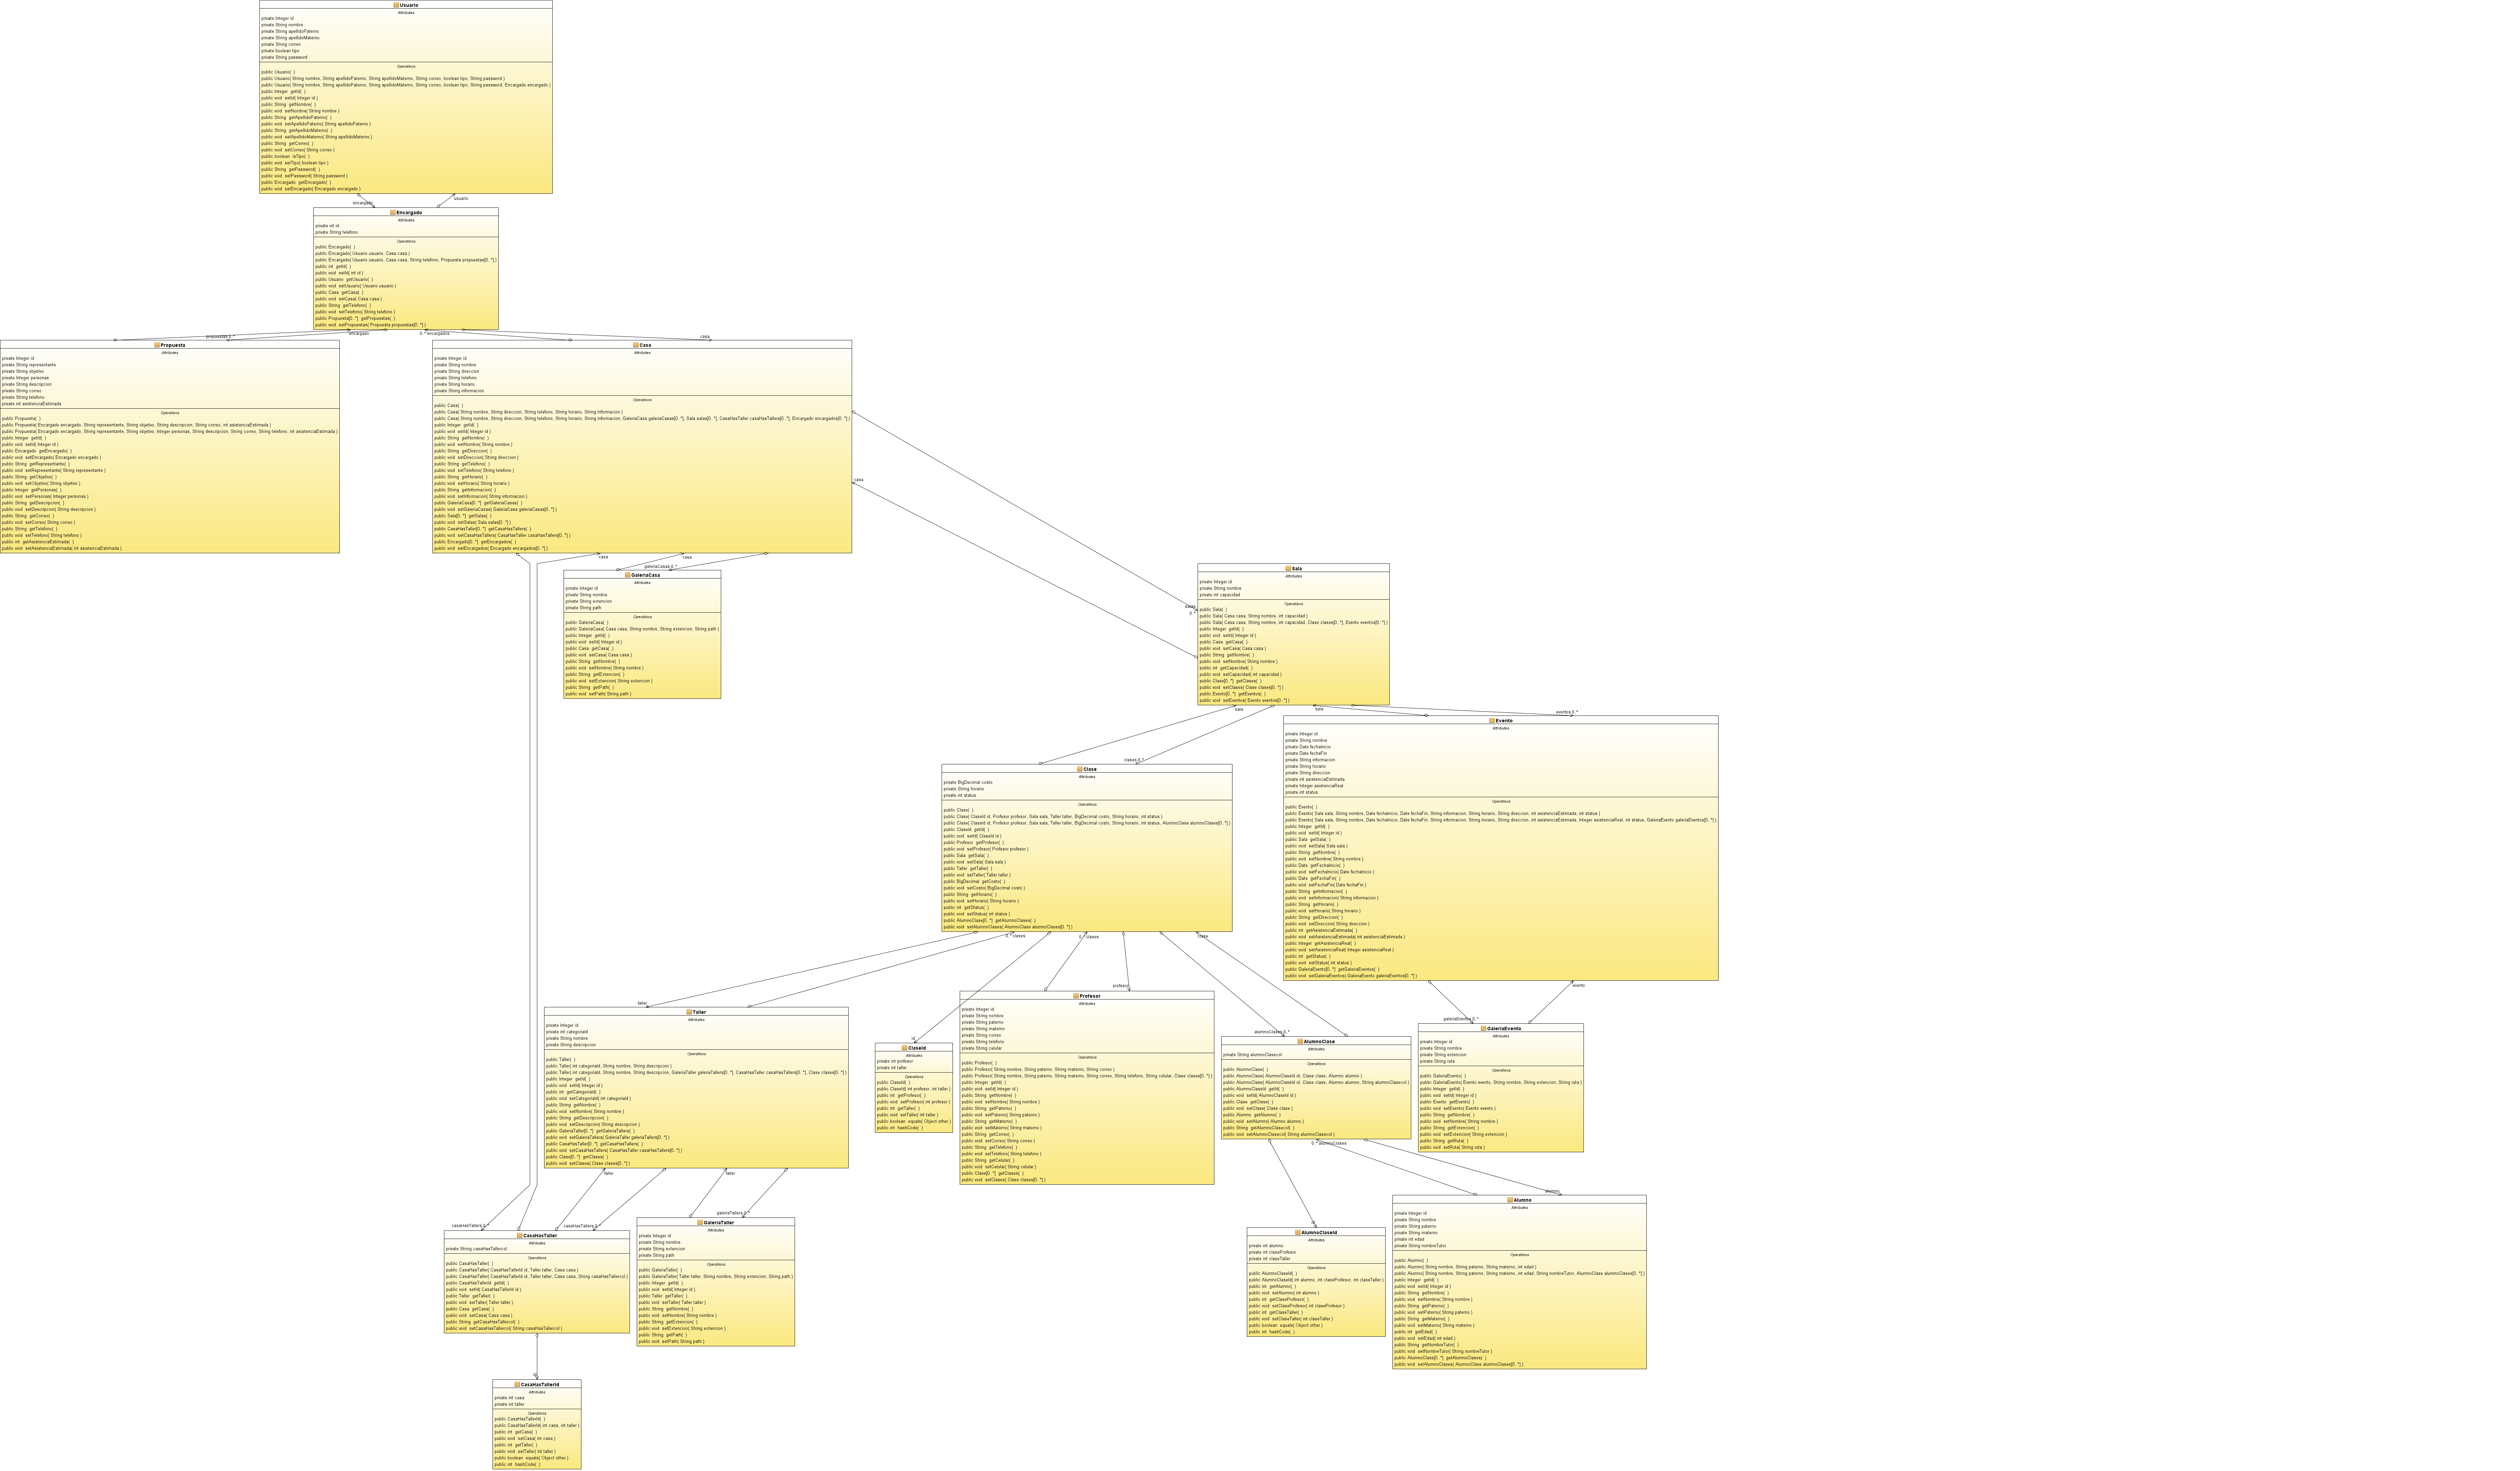 Usuario
Attributes
private Integer id
private String nombre
private String apellidoPaterno
private String apellidoMaterno
private String correo
private boolean tipo
private String password
Operations
public Usuario( )
public Usuario( String nombre, String apellidoPaterno, String apellidoMaterno, String correo, boolean tipo, String password )
public Usuario( String nombre, String apellidoPaterno, String apellidoMaterno, String correo, boolean tipo, String password, Encargado encargado )
public Integer getId( )
public void setId( Integer id )
public String getNombre( )
public void setNombre( String nombre )
public String getApellidoPaterno( )
public void setApellidoPaterno( String apellidoPaterno )
public String getApellidoMaterno( )
public void setApellidoMaterno( String apellidoMaterno )
public String getCorreo( )
public void setCorreo( String correo )
public boolean isTipo( )
public void setTipo( boolean tipo )
public String getPassword( )
public void setPassword( String password )
public Encargado getEncargado( )
public void setEncargado( Encargado encargado )
encargado
usuario
Encargado
Attributes
private int id
private String telefono
Operations
public Encargado( )
public Encargado( Usuario usuario, Casa casa )
public Encargado( Usuario usuario, Casa casa, String telefono, Propuesta propuestas[0..*] )
public int getId( )
public void setId( int id )
public Usuario getUsuario( )
public void setUsuario( Usuario usuario )
public Casa getCasa( )
public void setCasa( Casa casa )
public String getTelefono( )
public void setTelefono( String telefono )
public Propuesta[0..*] getPropuestas( )
public void setPropuestas( Propuesta propuestas[0..*] )
propuestas 0..*
encargado
0..* encargados
casa
Propuesta
Attributes
private Integer id
private String representante
private String objetivo
private Integer personas
private String descripcion
private String correo
private String telefono
private int asistenciaEstimada
Operations
public Propuesta( )
public Propuesta( Encargado encargado, String representante, String objetivo, String descripcion, String correo, int asistenciaEstimada )
public Propuesta( Encargado encargado, String representante, String objetivo, Integer personas, String descripcion, String correo, String telefono, int asistenciaEstimada )
public Integer getId( )
public void setId( Integer id )
public Encargado getEncargado( )
public void setEncargado( Encargado encargado )
public String getRepresentante( )
public void setRepresentante( String representante )
public String getObjetivo( )
public void setObjetivo( String objetivo )
public Integer getPersonas( )
public void setPersonas( Integer personas )
public String getDescripcion( )
public void setDescripcion( String descripcion )
public String getCorreo( )
public void setCorreo( String correo )
public String getTelefono( )
public void setTelefono( String telefono )
public int getAsistenciaEstimada( )
public void setAsistenciaEstimada( int asistenciaEstimada )
Casa
Attributes
private Integer id
private String nombre
private String direccion
private String telefono
private String horario
private String informacion
Operations
public Casa( )
public Casa( String nombre, String direccion, String telefono, String horario, String informacion )
public Casa( String nombre, String direccion, String telefono, String horario, String informacion, GaleriaCasa galeriaCasas[0..*], Sala salas[0..*], CasaHasTaller casaHasTallers[0..*], Encargado encargados[0..*] )
public Integer getId( )
public void setId( Integer id )
public String getNombre( )
public void setNombre( String nombre )
public String getDireccion( )
public void setDireccion( String direccion )
public String getTelefono( )
public void setTelefono( String telefono )
public String getHorario( )
public void setHorario( String horario )
public String getInformacion( )
public void setInformacion( String informacion )
public GaleriaCasa[0..*] getGaleriaCasas( )
public void setGaleriaCasas( GaleriaCasa galeriaCasas[0..*] )
public Sala[0..*] getSalas( )
public void setSalas( Sala salas[0..*] )
public CasaHasTaller[0..*] getCasaHasTallers( )
public void setCasaHasTallers( CasaHasTaller casaHasTallers[0..*] )
public Encargado[0..*] getEncargados( )
public void setEncargados( Encargado encargados[0..*] )
casa
casa
casa
galeriaCasas 0..*
GaleriaCasa
Attributes
private Integer id
private String nombre
private String extencion
private String path
Operations
public GaleriaCasa( )
public GaleriaCasa( Casa casa, String nombre, String extencion, String path )
public Integer getId( )
public void setId( Integer id )
public Casa getCasa( )
public void setCasa( Casa casa )
public String getNombre( )
public void setNombre( String nombre )
public String getExtencion( )
public void setExtencion( String extencion )
public String getPath( )
public void setPath( String path )
salas
0..*
Sala
Attributes
private Integer id
private String nombre
private int capacidad
Operations
public Sala( )
public Sala( Casa casa, String nombre, int capacidad )
public Sala( Casa casa, String nombre, int capacidad, Clase clases[0..*], Evento eventos[0..*] )
public Integer getId( )
public void setId( Integer id )
public Casa getCasa( )
public void setCasa( Casa casa )
public String getNombre( )
public void setNombre( String nombre )
public int getCapacidad( )
public void setCapacidad( int capacidad )
public Clase[0..*] getClases( )
public void setClases( Clase clases[0..*] )
public Evento[0..*] getEventos( )
public void setEventos( Evento eventos[0..*] )
sala
sala
eventos 0..*
clases 0..*
Evento
Attributes
private Integer id
private String nombre
private Date fechaInicio
private Date fechaFin
private String informacion
private String horario
private String direccion
private int asistenciaEstimada
private Integer asistenciaReal
private int status
Operations
public Evento( )
public Evento( Sala sala, String nombre, Date fechaInicio, Date fechaFin, String informacion, String horario, String direccion, int asistenciaEstimada, int status )
public Evento( Sala sala, String nombre, Date fechaInicio, Date fechaFin, String informacion, String horario, String direccion, int asistenciaEstimada, Integer asistenciaReal, int status, GaleriaEvento galeriaEventos[0..*] )
public Integer getId( )
public void setId( Integer id )
public Sala getSala( )
public void setSala( Sala sala )
public String getNombre( )
public void setNombre( String nombre )
public Date getFechaInicio( )
public void setFechaInicio( Date fechaInicio )
public Date getFechaFin( )
public void setFechaFin( Date fechaFin )
public String getInformacion( )
public void setInformacion( String informacion )
public String getHorario( )
public void setHorario( String horario )
public String getDireccion( )
public void setDireccion( String direccion )
public int getAsistenciaEstimada( )
public void setAsistenciaEstimada( int asistenciaEstimada )
public Integer getAsistenciaReal( )
public void setAsistenciaReal( Integer asistenciaReal )
public int getStatus( )
public void setStatus( int status )
public GaleriaEvento[0..*] getGaleriaEventos( )
public void setGaleriaEventos( GaleriaEvento galeriaEventos[0..*] )
Clase
Attributes
private BigDecimal costo
private String horario
private int status
Operations
public Clase( )
public Clase( ClaseId id, Profesor profesor, Sala sala, Taller taller, BigDecimal costo, String horario, int status )
public Clase( ClaseId id, Profesor profesor, Sala sala, Taller taller, BigDecimal costo, String horario, int status, AlumnoClase alumnoClases[0..*] )
public ClaseId getId( )
public void setId( ClaseId id )
public Profesor getProfesor( )
public void setProfesor( Profesor profesor )
public Sala getSala( )
public void setSala( Sala sala )
public Taller getTaller( )
public void setTaller( Taller taller )
public BigDecimal getCosto( )
public void setCosto( BigDecimal costo )
public String getHorario( )
public void setHorario( String horario )
public int getStatus( )
public void setStatus( int status )
public AlumnoClase[0..*] getAlumnoClases( )
public void setAlumnoClases( AlumnoClase alumnoClases[0..*] )
0..* clases
0..* clases
clase
evento
profesor
taller
id
alumnoClases 0..*
galeriaEventos 0..*
Taller
Attributes
private Integer id
private int categoriaId
private String nombre
private String descripcion
Operations
public Taller( )
public Taller( int categoriaId, String nombre, String descripcion )
public Taller( int categoriaId, String nombre, String descripcion, GaleriaTaller galeriaTallers[0..*], CasaHasTaller casaHasTallers[0..*], Clase clases[0..*] )
public Integer getId( )
public void setId( Integer id )
public int getCategoriaId( )
public void setCategoriaId( int categoriaId )
public String getNombre( )
public void setNombre( String nombre )
public String getDescripcion( )
public void setDescripcion( String descripcion )
public GaleriaTaller[0..*] getGaleriaTallers( )
public void setGaleriaTallers( GaleriaTaller galeriaTallers[0..*] )
public CasaHasTaller[0..*] getCasaHasTallers( )
public void setCasaHasTallers( CasaHasTaller casaHasTallers[0..*] )
public Clase[0..*] getClases( )
public void setClases( Clase clases[0..*] )
ClaseId
Attributes
private int profesor
private int taller
Operations
public ClaseId( )
public ClaseId( int profesor, int taller )
public int getProfesor( )
public void setProfesor( int profesor )
public int getTaller( )
public void setTaller( int taller )
public boolean equals( Object other )
public int hashCode( )
Profesor
Attributes
private Integer id
private String nombre
private String paterno
private String materno
private String correo
private String telefono
private String celular
Operations
public Profesor( )
public Profesor( String nombre, String paterno, String materno, String correo )
public Profesor( String nombre, String paterno, String materno, String correo, String telefono, String celular, Clase clases[0..*] )
public Integer getId( )
public void setId( Integer id )
public String getNombre( )
public void setNombre( String nombre )
public String getPaterno( )
public void setPaterno( String paterno )
public String getMaterno( )
public void setMaterno( String materno )
public String getCorreo( )
public void setCorreo( String correo )
public String getTelefono( )
public void setTelefono( String telefono )
public String getCelular( )
public void setCelular( String celular )
public Clase[0..*] getClases( )
public void setClases( Clase clases[0..*] )
AlumnoClase
Attributes
private String alumnoClasecol
Operations
public AlumnoClase( )
public AlumnoClase( AlumnoClaseId id, Clase clase, Alumno alumno )
public AlumnoClase( AlumnoClaseId id, Clase clase, Alumno alumno, String alumnoClasecol )
public AlumnoClaseId getId( )
public void setId( AlumnoClaseId id )
public Clase getClase( )
public void setClase( Clase clase )
public Alumno getAlumno( )
public void setAlumno( Alumno alumno )
public String getAlumnoClasecol( )
public void setAlumnoClasecol( String alumnoClasecol )
GaleriaEvento
Attributes
private Integer id
private String nombre
private String extencion
private String ruta
Operations
public GaleriaEvento( )
public GaleriaEvento( Evento evento, String nombre, String extencion, String ruta )
public Integer getId( )
public void setId( Integer id )
public Evento getEvento( )
public void setEvento( Evento evento )
public String getNombre( )
public void setNombre( String nombre )
public String getExtencion( )
public void setExtencion( String extencion )
public String getRuta( )
public void setRuta( String ruta )
0..* alumnoClases
taller
taller
alumno
id
casaHasTallers 0..*
casaHasTallers 0..*
galeriaTallers 0..*
CasaHasTaller
Attributes
private String casaHasTallercol
Operations
public CasaHasTaller( )
public CasaHasTaller( CasaHasTallerId id, Taller taller, Casa casa )
public CasaHasTaller( CasaHasTallerId id, Taller taller, Casa casa, String casaHasTallercol )
public CasaHasTallerId getId( )
public void setId( CasaHasTallerId id )
public Taller getTaller( )
public void setTaller( Taller taller )
public Casa getCasa( )
public void setCasa( Casa casa )
public String getCasaHasTallercol( )
public void setCasaHasTallercol( String casaHasTallercol )
GaleriaTaller
Attributes
private Integer id
private String nombre
private String extencion
private String path
Operations
public GaleriaTaller( )
public GaleriaTaller( Taller taller, String nombre, String extencion, String path )
public Integer getId( )
public void setId( Integer id )
public Taller getTaller( )
public void setTaller( Taller taller )
public String getNombre( )
public void setNombre( String nombre )
public String getExtencion( )
public void setExtencion( String extencion )
public String getPath( )
public void setPath( String path )
AlumnoClaseId
Attributes
private int alumno
private int claseProfesor
private int claseTaller
Operations
public AlumnoClaseId( )
public AlumnoClaseId( int alumno, int claseProfesor, int claseTaller )
public int getAlumno( )
public void setAlumno( int alumno )
public int getClaseProfesor( )
public void setClaseProfesor( int claseProfesor )
public int getClaseTaller( )
public void setClaseTaller( int claseTaller )
public boolean equals( Object other )
public int hashCode( )
Alumno
Attributes
private Integer id
private String nombre
private String paterno
private String materno
private int edad
private String nombreTutor
Operations
public Alumno( )
public Alumno( String nombre, String paterno, String materno, int edad )
public Alumno( String nombre, String paterno, String materno, int edad, String nombreTutor, AlumnoClase alumnoClases[0..*] )
public Integer getId( )
public void setId( Integer id )
public String getNombre( )
public void setNombre( String nombre )
public String getPaterno( )
public void setPaterno( String paterno )
public String getMaterno( )
public void setMaterno( String materno )
public int getEdad( )
public void setEdad( int edad )
public String getNombreTutor( )
public void setNombreTutor( String nombreTutor )
public AlumnoClase[0..*] getAlumnoClases( )
public void setAlumnoClases( AlumnoClase alumnoClases[0..*] )
id
CasaHasTallerId
Attributes
private int casa
private int taller
Operations
public CasaHasTallerId( )
public CasaHasTallerId( int casa, int taller )
public int getCasa( )
public void setCasa( int casa )
public int getTaller( )
public void setTaller( int taller )
public boolean equals( Object other )
public int hashCode( )